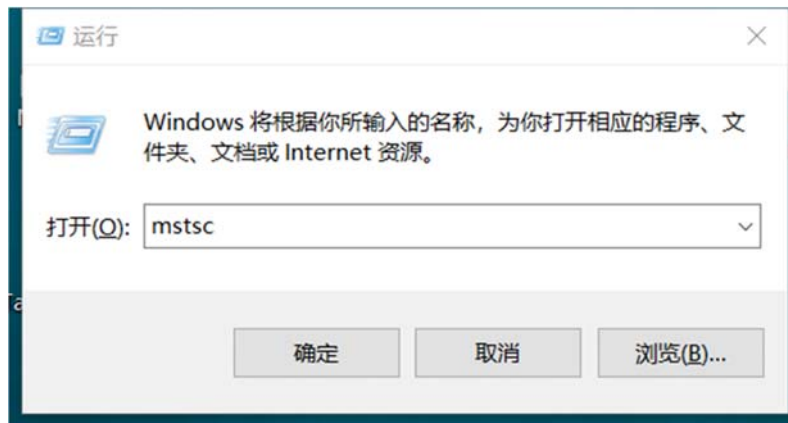 运行
Windows 将根据你所输入的名称，为你打开相应的程序、文
件夹、文档或 Internet 资源。
打开(O): mstsc
确定 取消 浏览(B)...